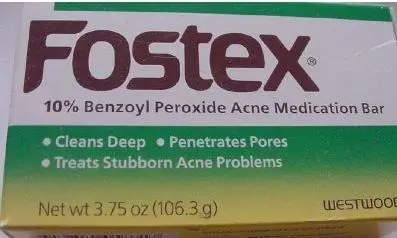 Fostex®
10% Benzoyl Peroxide Acne Medication Bar
• Cleans Deep • Penetrates Pores
• Treats Stubborn Acne Problems
Net wt 3.75 oz (106.3 g) WESTWOOD